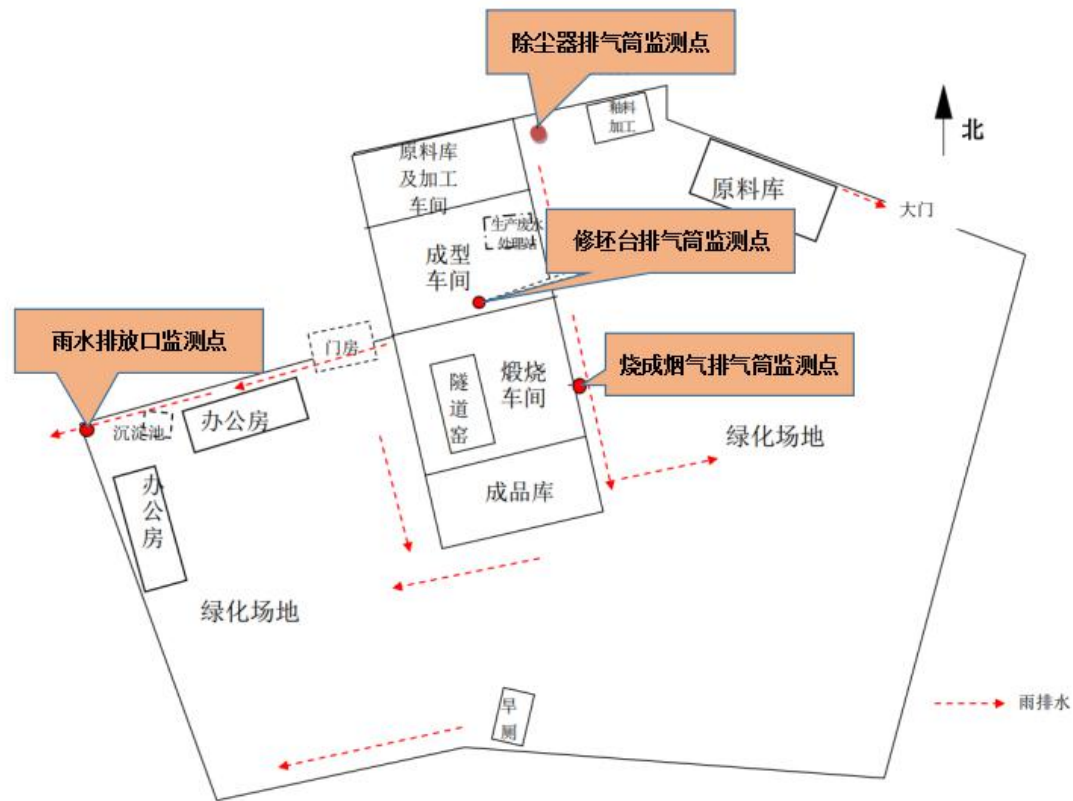 除尘器排气筒监测点
釉料
加工
北
原料库
及加工
车间
原料库
大门
生产废水
处理站
成型
车间
修坯台排气筒监测点
雨水排放口监测点
门房
烧成烟气排气筒监测点
煅烧
车间
隧
道
窑
沉淀池
办公房
绿化场地
成品库
办
公
房
绿化场地
旱
厕
雨排水